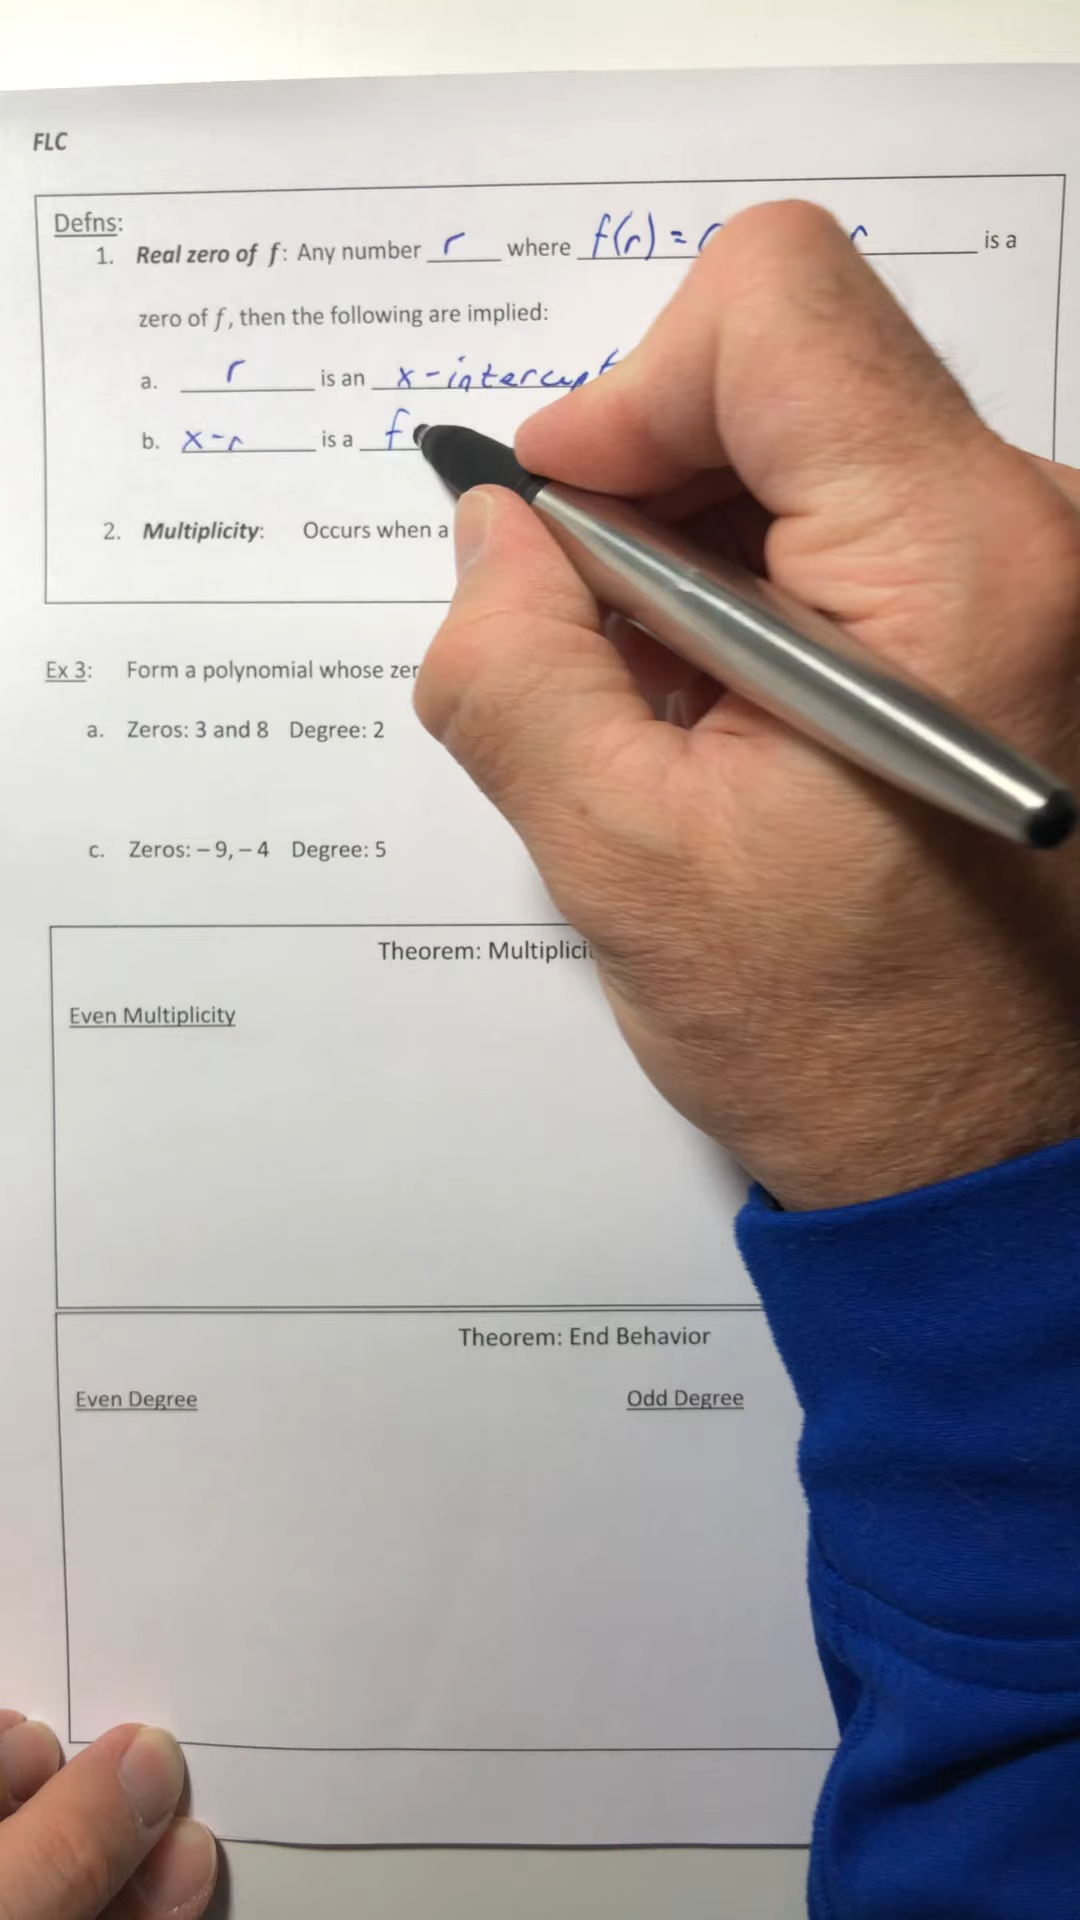 FLC
Defns:
1. Real zero of f: Any number r where f(r) = r is a
zero of f, then the following are implied:
a. r is an x-intercept
b. x-r is a f
2. Multiplicity: Occurs when a
Ex 3: Form a polynomial whose zer
a. Zeros: 3 and 8 Degree: 2
c. Zeros: – 9, – 4 Degree: 5
Theorem: Multiplici
Even Multiplicity
Theorem: End Behavior
Even Degree Odd Degree